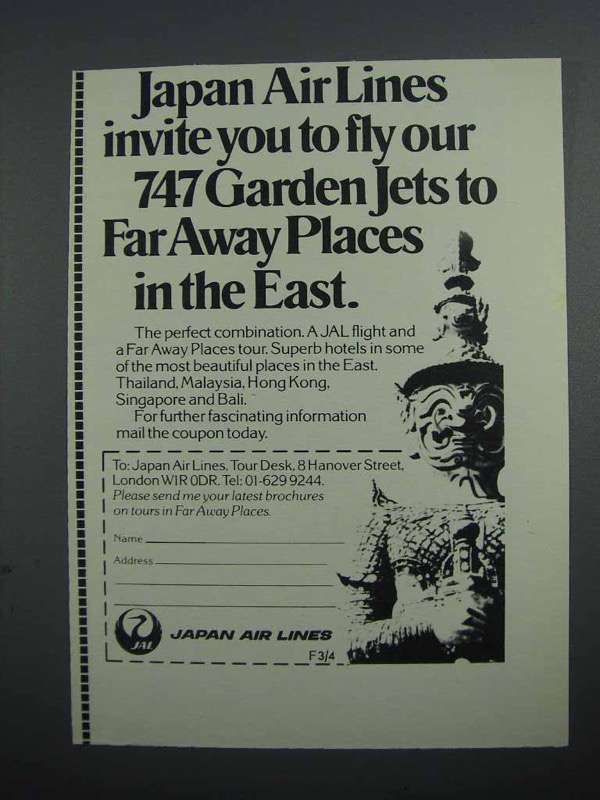 Japan Air Lines
invite you to fly our
747 Garden Jets to
Far Away Places
in the East.
The perfect combination. A JAL flight and
a Far Away Places tour. Superb hotels in some
of the most beautiful places in the East.
Thailand, Malaysia, Hong Kong,
Singapore and Bali.
For further fascinating information
mail the coupon today.
To: Japan Air Lines, Tour Desk, 8 Hanover Street,
London W1R 0DR. Tel: 01-629 9244.
Please send me your latest brochures
on tours in Far Away Places.
Name
Address
JAL
JAPAN AIR LINES
F3/4